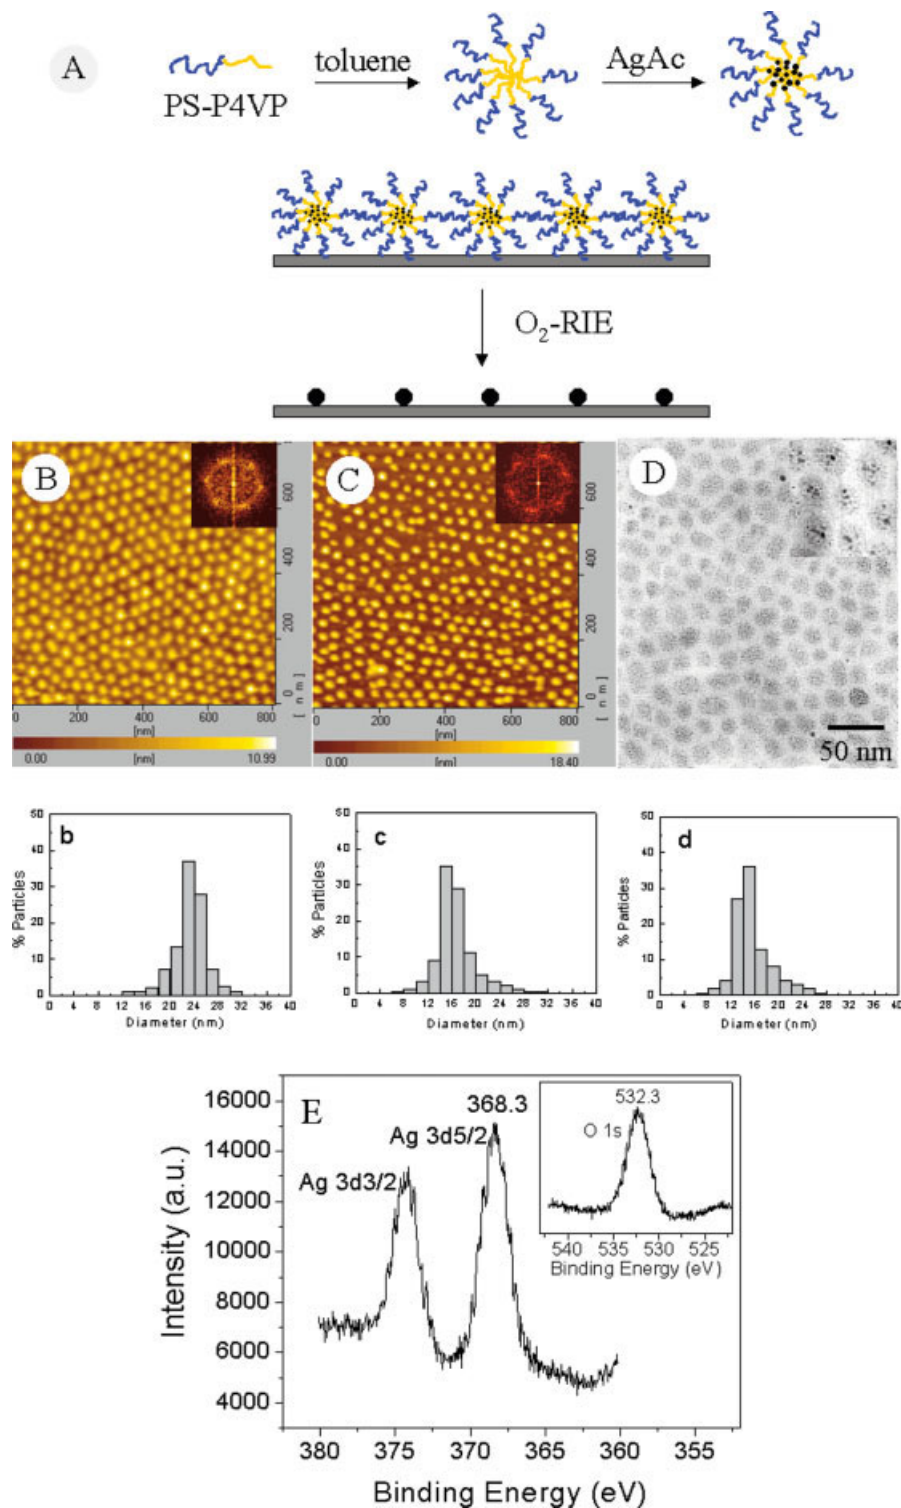 A
PS-P4VP
toluene
AgAc
O₂-RIE
B
600
400
200
0
[nm]
0
200
400
600
800
[nm]
0.00
10.99
C
600
400
200
0
[nm]
0
200
400
600
800
[nm]
0.00
18.40
D
50 nm
b
% Particles
50
40
30
20
10
0
0 4 8 12 16 20 24 28 32 36 40
Diameter (nm)
c
% Particles
50
40
30
20
10
0
0 4 8 12 16 20 24 28 32 36 40
Diameter (nm)
d
% Particles
50
40
30
20
10
0
0 4 8 12 16 20 24 28 32 36 40
Diameter (nm)
E
Intensity (a.u.)
16000
14000
12000
10000
8000
6000
4000
Ag 3d3/2
Ag 3d5/2
368.3
532.3
O 1s
540 535 530 525
Binding Energy (eV)
380 375 370 365 360 355
Binding Energy (eV)